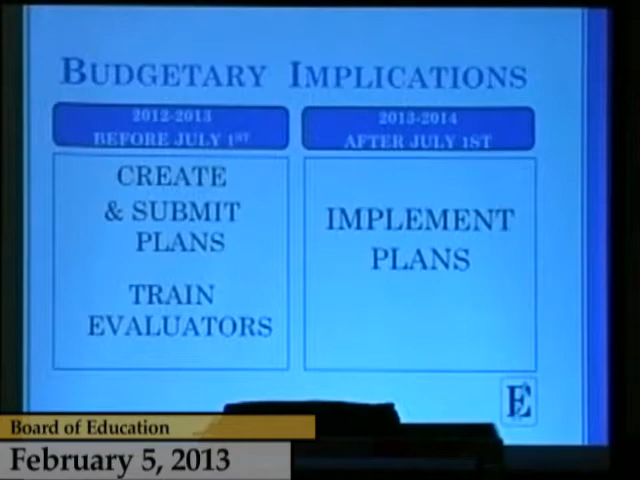 BUDGETARY IMPLICATIONS
2012-2013
BEFORE JULY 1ST
2013-2014
AFTER JULY 1ST
CREATE
& SUBMIT
PLANS
TRAIN
EVALUATORS
IMPLEMENT
PLANS
E
Board of Education
February 5, 2013